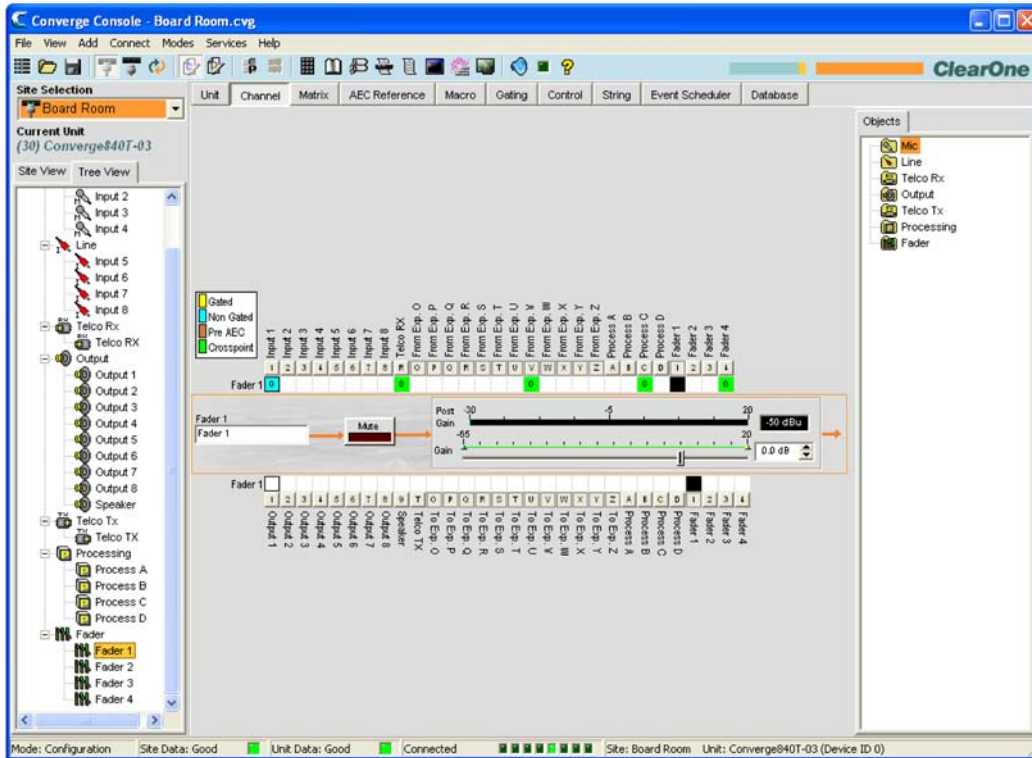 Converge Console - Board Room.cvg
File View Add Connect Modes Services Help
ClearOne
Site Selection
Board Room
Current Unit
(30) Converge840T-03
Site View Tree View
Input 2
Input 3
Input 4
Line
Input 5
Input 6
Input 7
Input 8
Telco Rx
Telco RX
Output
Output 1
Output 2
Output 3
Output 4
Output 5
Output 6
Output 7
Output 8
Speaker
Telco Tx
Telco TX
Processing
Process A
Process B
Process C
Process D
Fader
Fader 1
Fader 2
Fader 3
Fader 4
Unit Channel Matrix AEC Reference Macro Gating Control String Event Scheduler Database
Gated
Non Gated
Pre AEC
Crosspoint
Input 1 Input 2 Input 3 Input 4 Input 5 Input 6 Input 7 Input 8 Telco RX From Exp. O From Exp. P From Exp. Q From Exp. R From Exp. S From Exp. T From Exp. U From Exp. V From Exp. W From Exp. X From Exp. Y From Exp. Z Process A Process B Process C Process D Fader 1 Fader 2 Fader 3 Fader 4
1 2 3 4 5 6 7 8 R O P Q R S T U V W X Y Z A B C D 1 2 3 4
Fader 1 0 0 0 0 0
Fader 1
Fader 1
Mute
Post Gain -30 -5 20 -50 dBu
-65 20
Gain 0.0 dB
Fader 1
1 2 3 4 5 6 7 8 9 T O P Q R S T U V W X Y Z A B C D 1 2 3 4
Output 1 Output 2 Output 3 Output 4 Output 5 Output 6 Output 7 Output 8 Speaker Telco TX To Exp. O To Exp. P To Exp. Q To Exp. R To Exp. S To Exp. T To Exp. U To Exp. V To Exp. W To Exp. X To Exp. Y To Exp. Z Process A Process B Process C Process D Fader 1 Fader 2 Fader 3 Fader 4
Objects
Mic
Line
Telco Rx
Output
Telco Tx
Processing
Fader
Mode: Configuration Site Data: Good Unit Data: Good Connected Site: Board Room Unit: Converge840T-03 (Device ID 0)